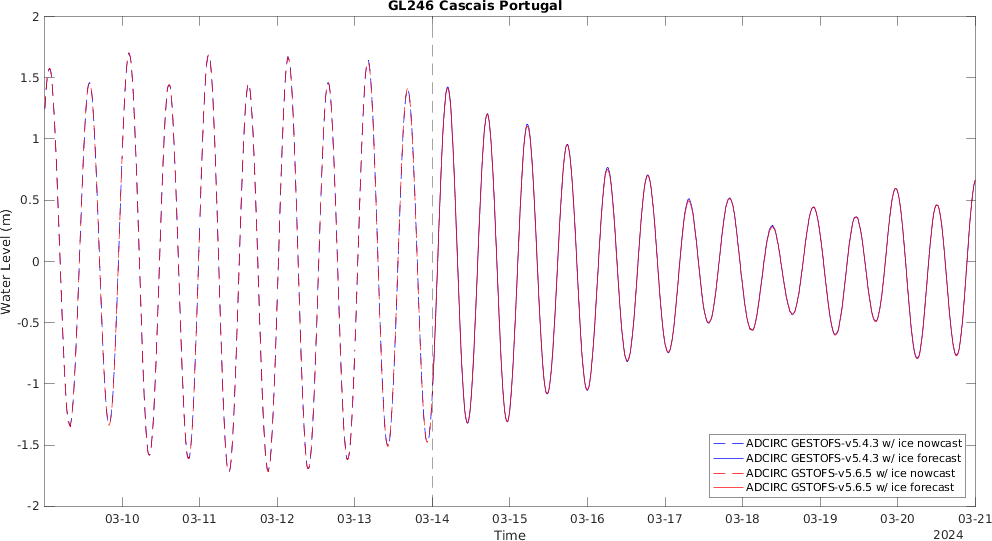 GL246 Cascais Portugal
2
1.5
1
0.5
0
-0.5
-1
-1.5
-2
Water Level (m)
ADCIRC GESTOFS-v5.4.3 w/ ice nowcast
ADCIRC GESTOFS-v5.4.3 w/ ice forecast
ADCIRC GSTOFS-v5.6.5 w/ ice nowcast
ADCIRC GSTOFS-v5.6.5 w/ ice forecast
03-10 03-11 03-12 03-13 03-14 03-15 03-16 03-17 03-18 03-19 03-20 03-21
Time
2024